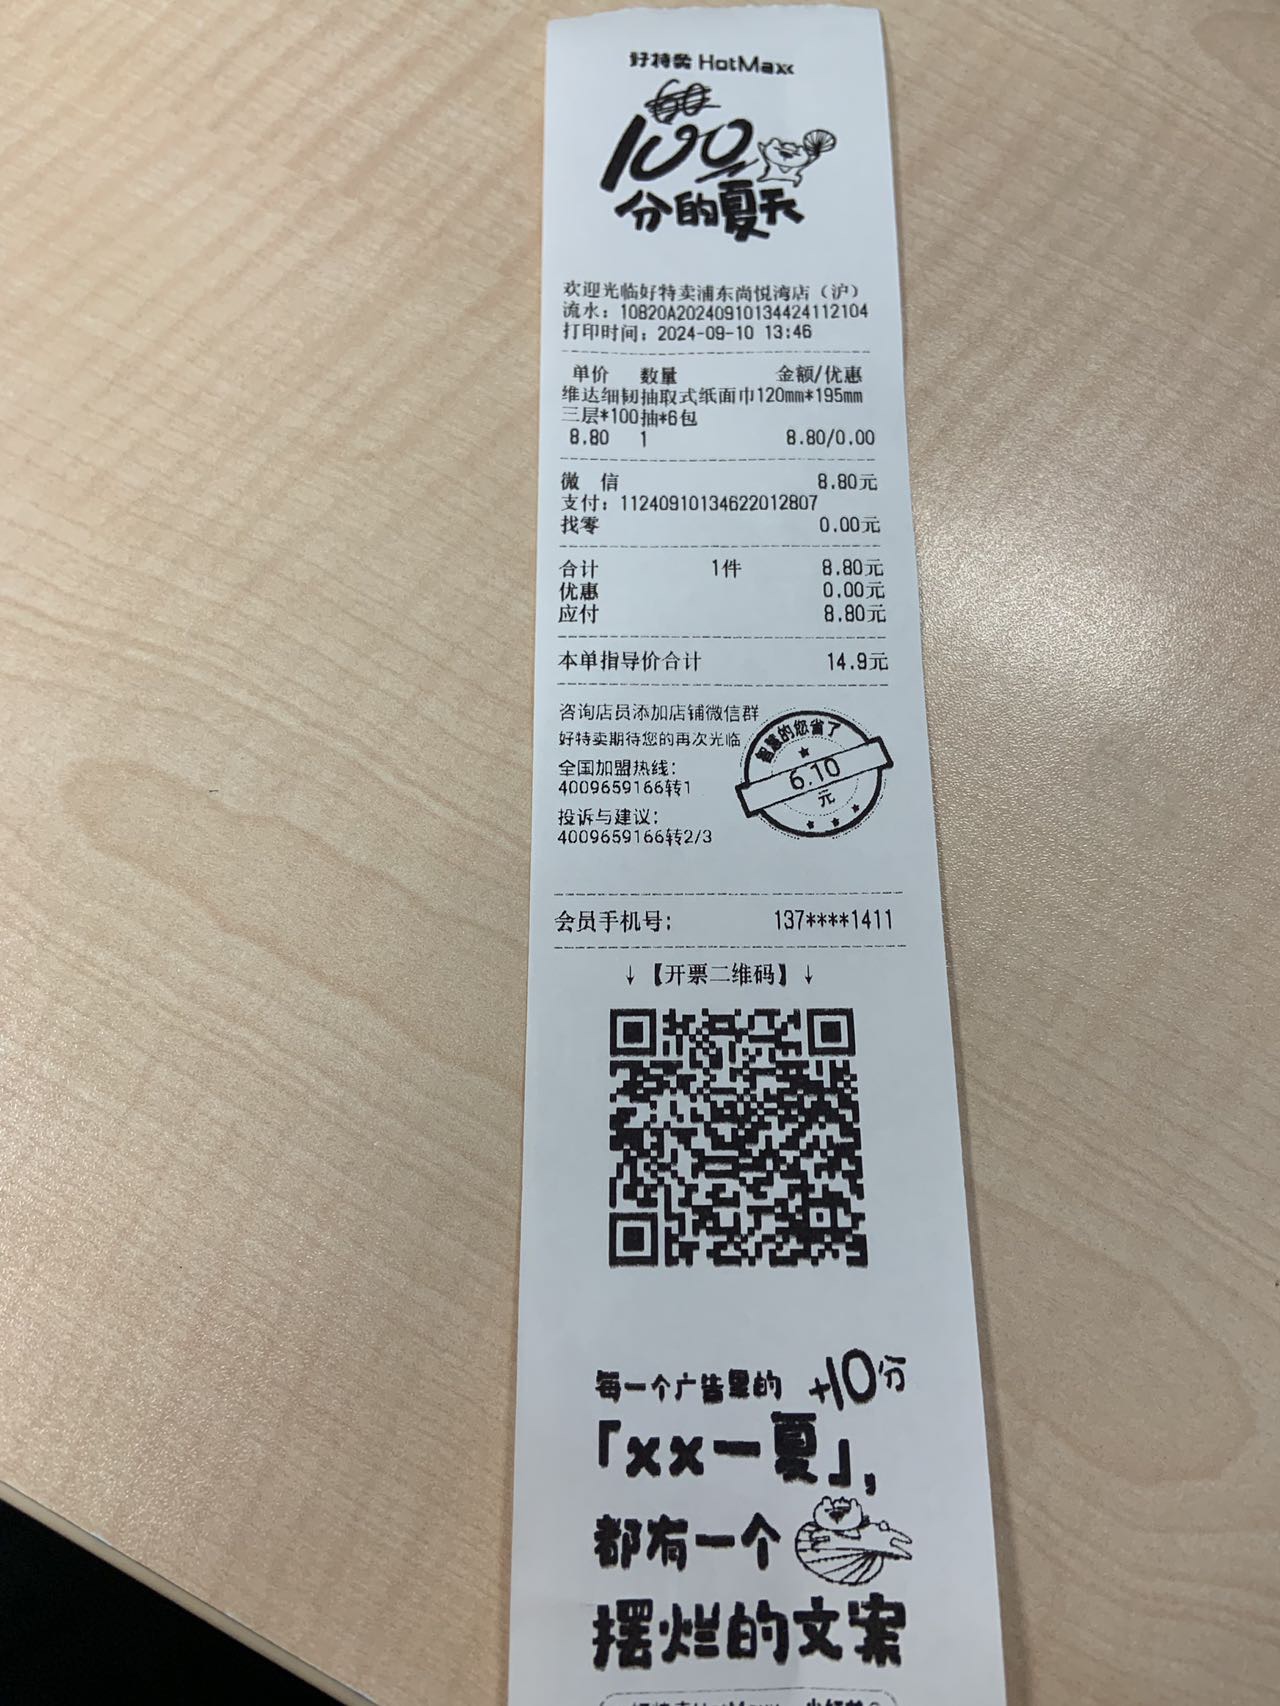 好特卖 HotMaxx
60
100
分的夏天
欢迎光临好特卖浦东尚悦湾店（沪）
流水：10820A20240910134424112104
打印时间：2024-09-10 13:46
单价 数量 金额/优惠
维达细韧抽取式纸面巾120mm*195mm
三层*100抽*6包
8.80 1 8.80/0.00
微 信 8.80元
支付：11240910134622012807
找零 0.00元
合计 1件 8.80元
优惠 0.00元
应付 8.80元
本单指导价合计 14.9元
咨询店员添加店铺微信群
好特卖期待您的再次光临
全国加盟热线：
4009659166转1
投诉与建议：
4009659166转2/3
智慧的您省了
6.10
元
会员手机号： 137****1411
↓【开票二维码】↓
每一个广告里的 +10分
「xx一夏」，
都有一个
摆烂的文案